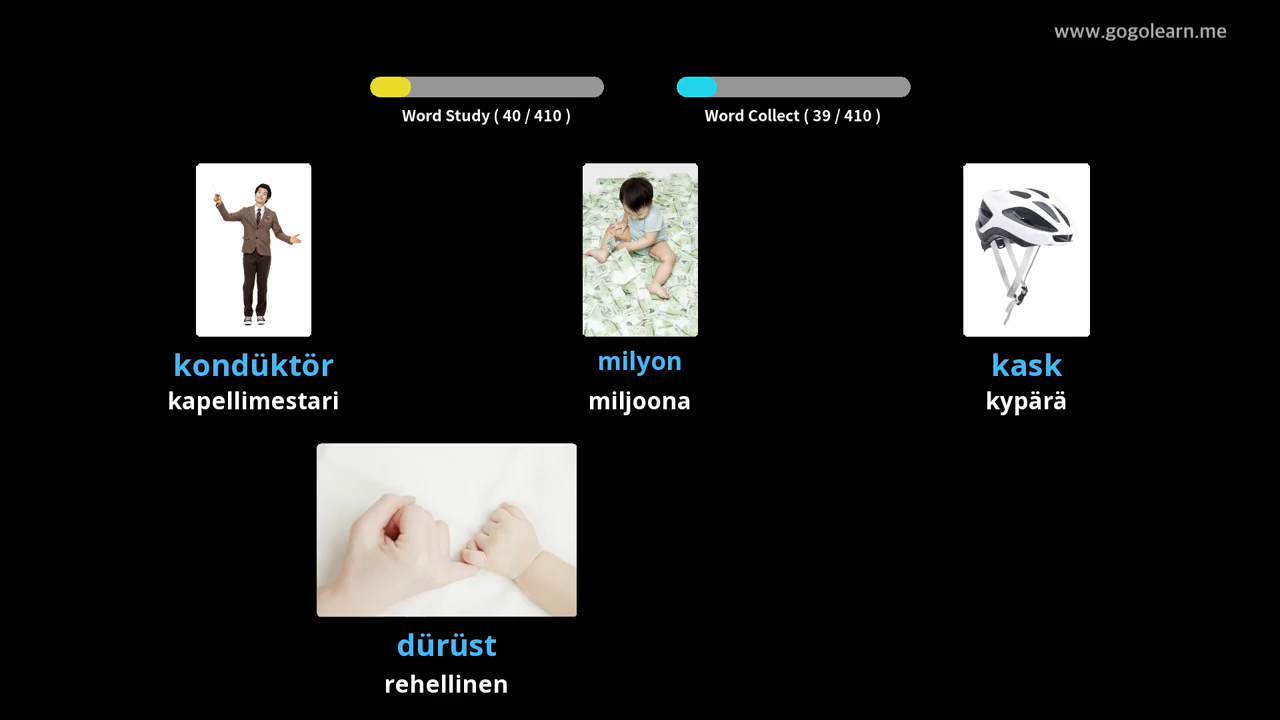 www.gogolearn.me
Word Study ( 40 / 410 )
Word Collect ( 39 / 410 )
kondüktör
kapellimestari
milyon
miljoona
kask
kypärä
dürüst
rehellinen